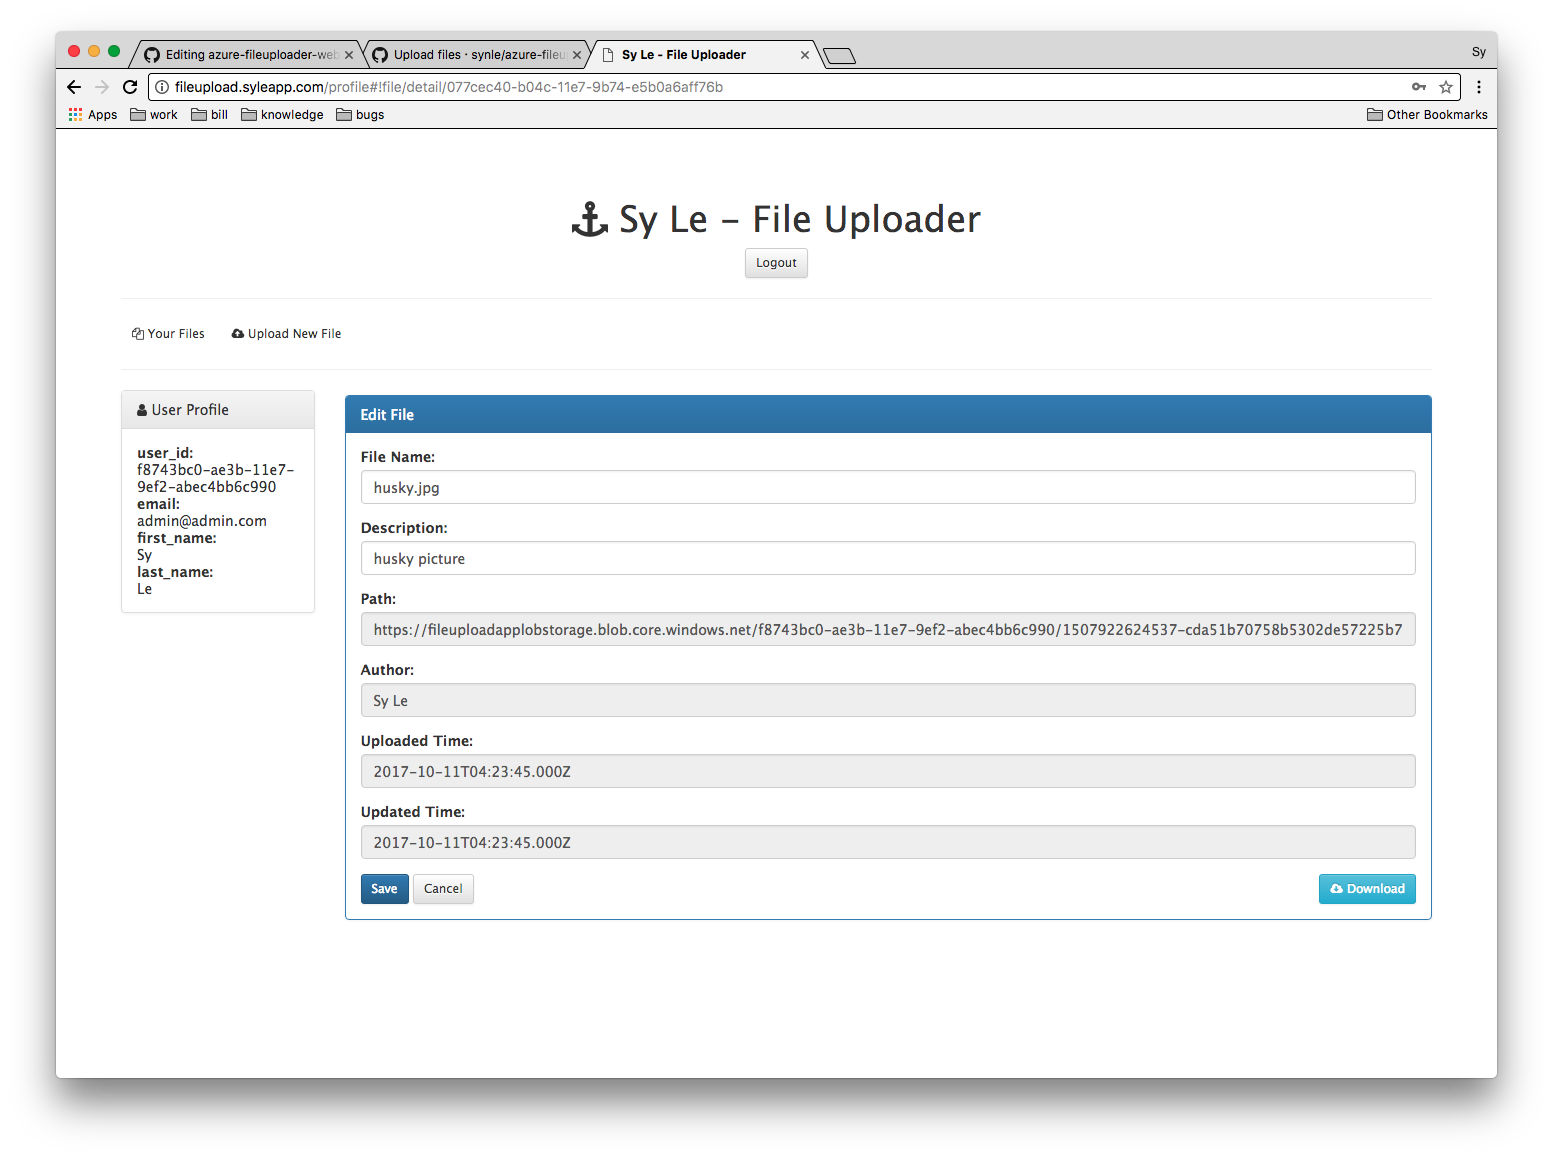 Editing azure-fileuploader-web
Upload files · synle/azure-fileu
Sy Le - File Uploader
Sy
fileupload.syleapp.com/profile#!file/detail/077cec40-b04c-11e7-9b74-e5b0a6aff76b
Apps work bill knowledge bugs Other Bookmarks
Sy Le - File Uploader
Logout
Your Files Upload New File
User Profile
user_id:
f8743bc0-ae3b-11e7-
9ef2-abec4bb6c990
email:
admin@admin.com
first_name:
Sy
last_name:
Le
Edit File
File Name:
husky.jpg
Description:
husky picture
Path:
https://fileuploadapplobstorage.blob.core.windows.net/f8743bc0-ae3b-11e7-9ef2-abec4bb6c990/1507922624537-cda51b70758b5302de57225b7
Author:
Sy Le
Uploaded Time:
2017-10-11T04:23:45.000Z
Updated Time:
2017-10-11T04:23:45.000Z
Save Cancel Download